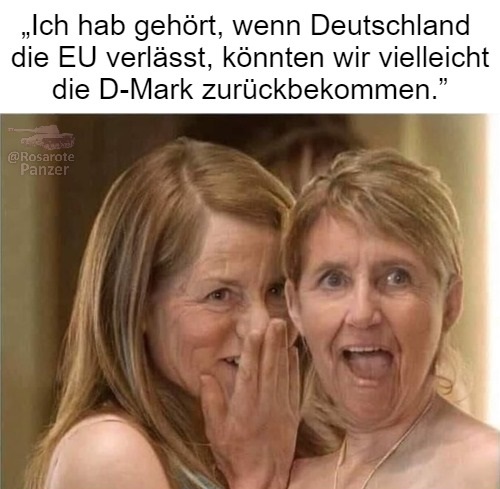 „Ich hab gehört, wenn Deutschland
die EU verlässt, könnten wir vielleicht
die D-Mark zurückbekommen.”
@Rosarote
Panzer